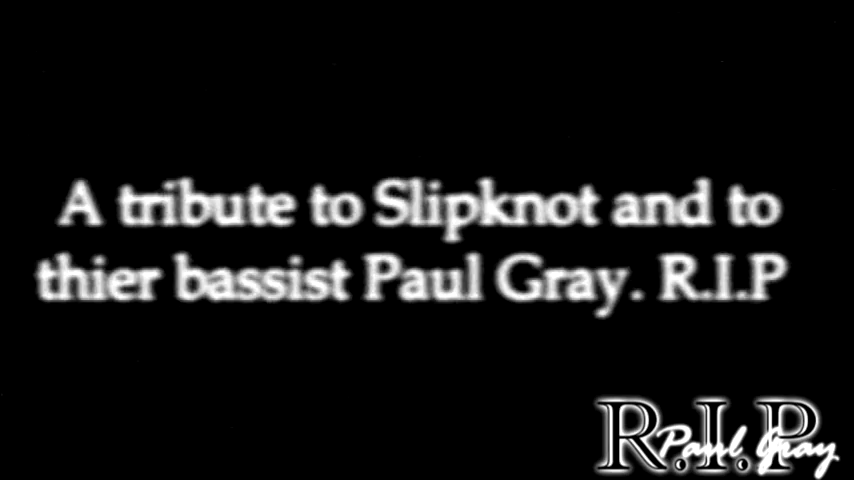 A tribute to Slipknot and to
thier bassist Paul Gray. R.I.P
R.I.P
Paul Gray